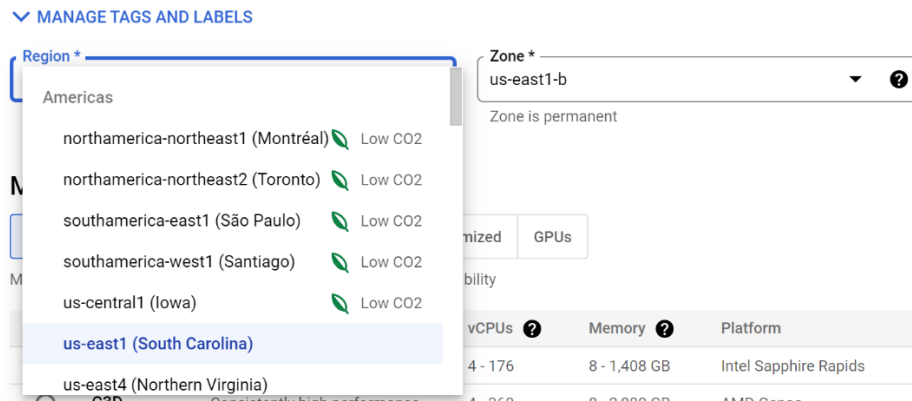 MANAGE TAGS AND LABELS
Region *
Zone *
us-east1-b
Zone is permanent
Americas
northamerica-northeast1 (Montréal) Low CO2
northamerica-northeast2 (Toronto) Low CO2
southamerica-east1 (São Paulo) Low CO2
southamerica-west1 (Santiago) Low CO2
us-central1 (Iowa) Low CO2
us-east1 (South Carolina)
us-east4 (Northern Virginia)
GPUs
vCPUs Memory Platform
4 - 176 8 - 1,408 GB Intel Sapphire Rapids